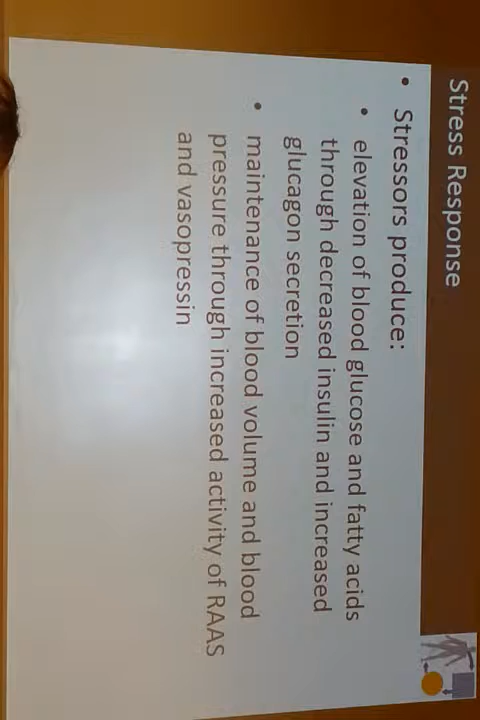 Stress Response
• Stressors produce:
• elevation of blood glucose and fatty acids
through decreased insulin and increased
glucagon secretion
• maintenance of blood volume and blood
pressure through increased activity of RAAS
and vasopressin